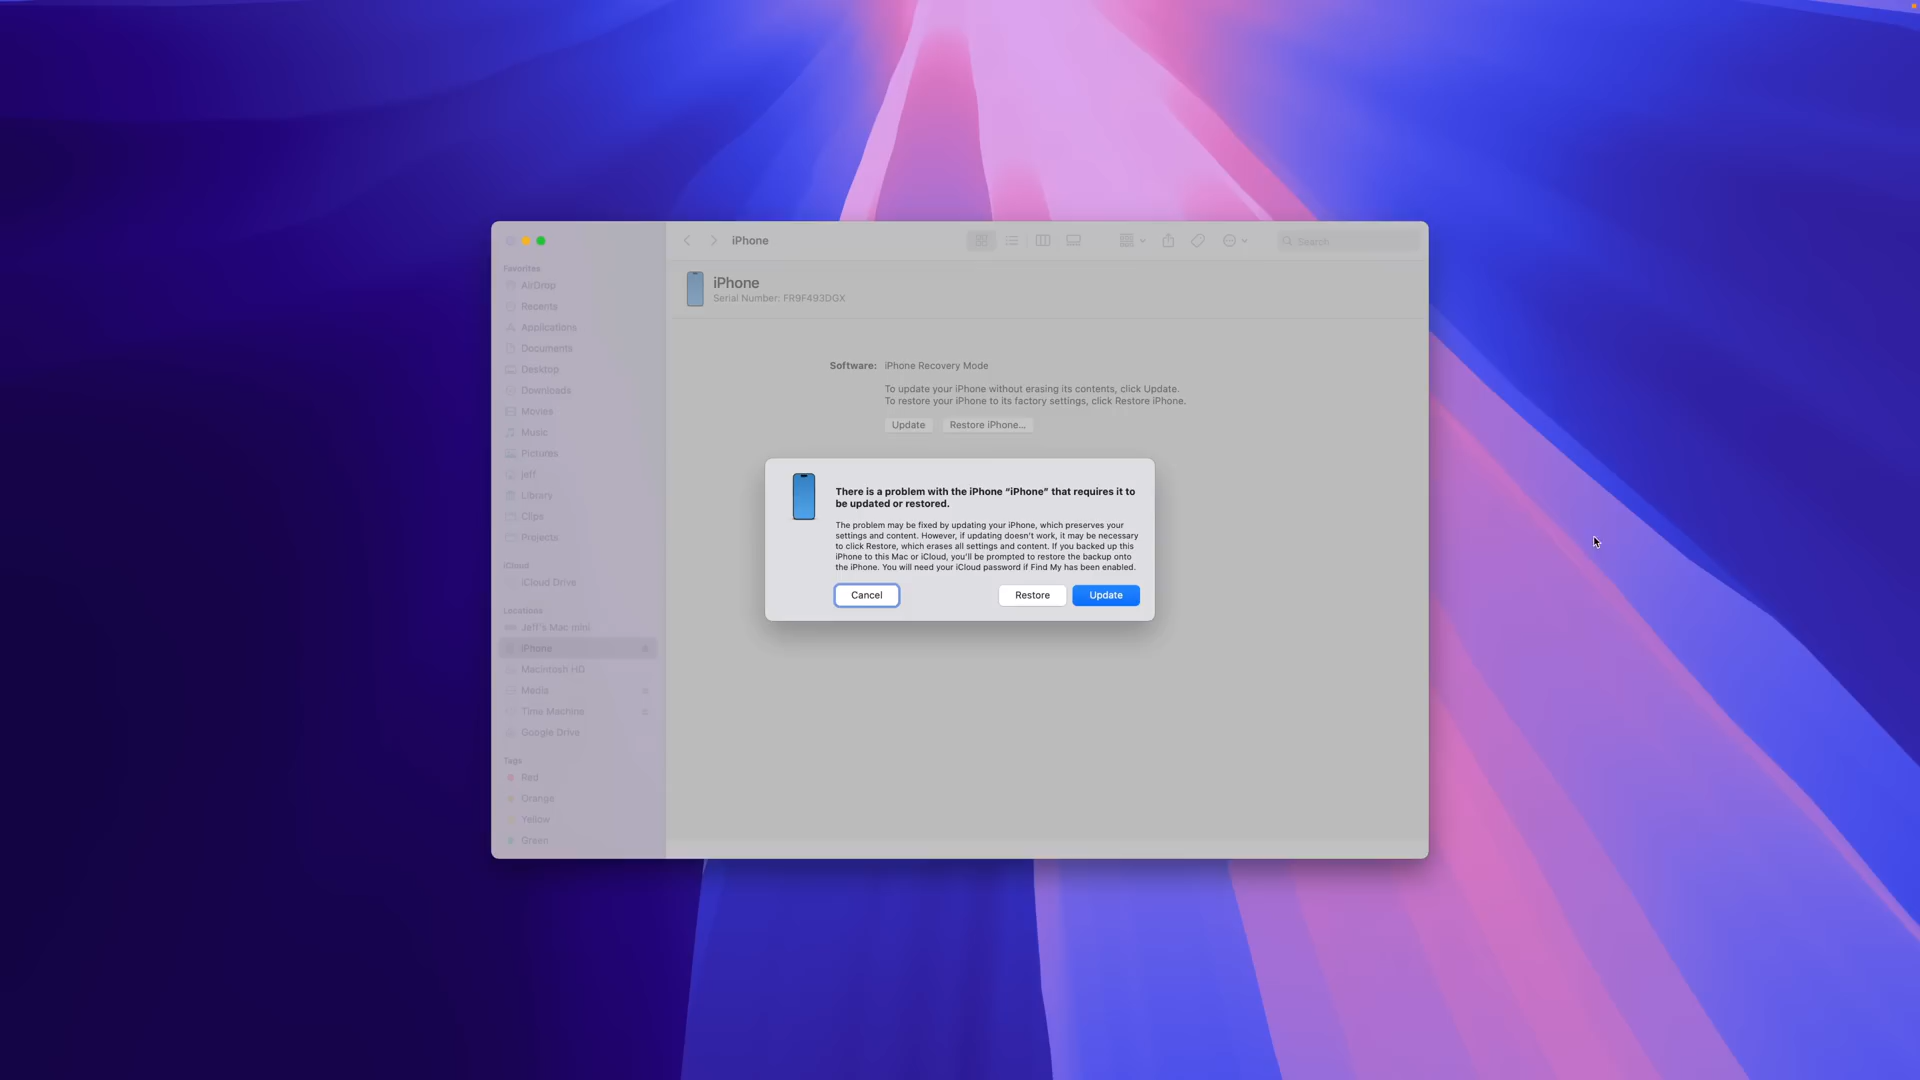 iPhone
Search
Favorites
AirDrop
Recents
Applications
Documents
Desktop
Downloads
Movies
Music
Pictures
jeff
Library
Clips
Projects
iCloud
iCloud Drive
Locations
Jeff's Mac mini
iPhone
Macintosh HD
Media
Time Machine
Google Drive
Tags
Red
Orange
Yellow
Green
iPhone
Serial Number: FR9F493DGX
Software: iPhone Recovery Mode
To update your iPhone without erasing its contents, click Update.
To restore your iPhone to its factory settings, click Restore iPhone.
Update Restore iPhone...
There is a problem with the iPhone “iPhone” that requires it to
be updated or restored.
The problem may be fixed by updating your iPhone, which preserves your
settings and content. However, if updating doesn't work, it may be necessary
to click Restore, which erases all settings and content. If you backed up this
iPhone to this Mac or iCloud, you'll be prompted to restore the backup onto
the iPhone. You will need your iCloud password if Find My has been enabled.
Cancel Restore Update